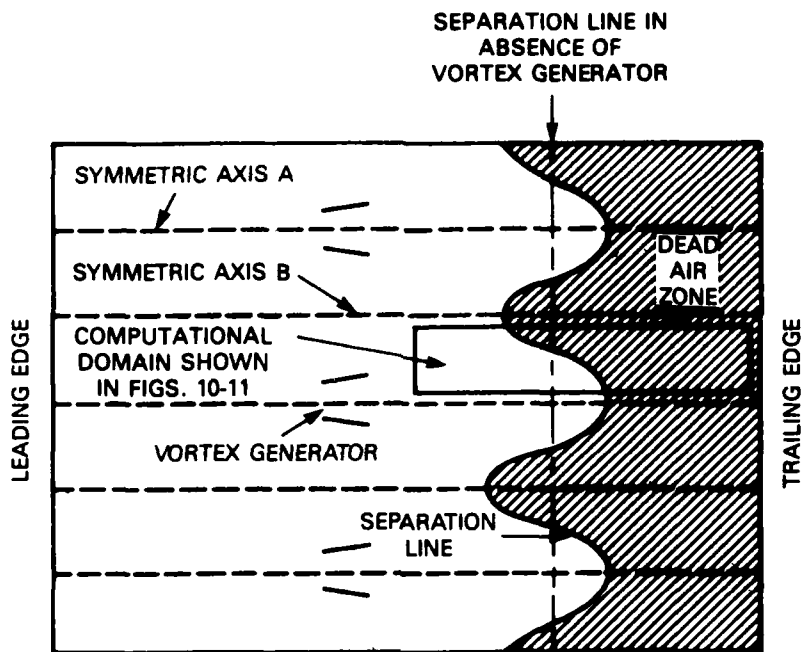 SEPARATION LINE IN
ABSENCE OF
VORTEX GENERATOR
SYMMETRIC AXIS A
DEAD
AIR
ZONE
SYMMETRIC AXIS B
COMPUTATIONAL
DOMAIN SHOWN
IN FIGS. 10-11
LEADING EDGE
TRAILING EDGE
VORTEX GENERATOR
SEPARATION
LINE